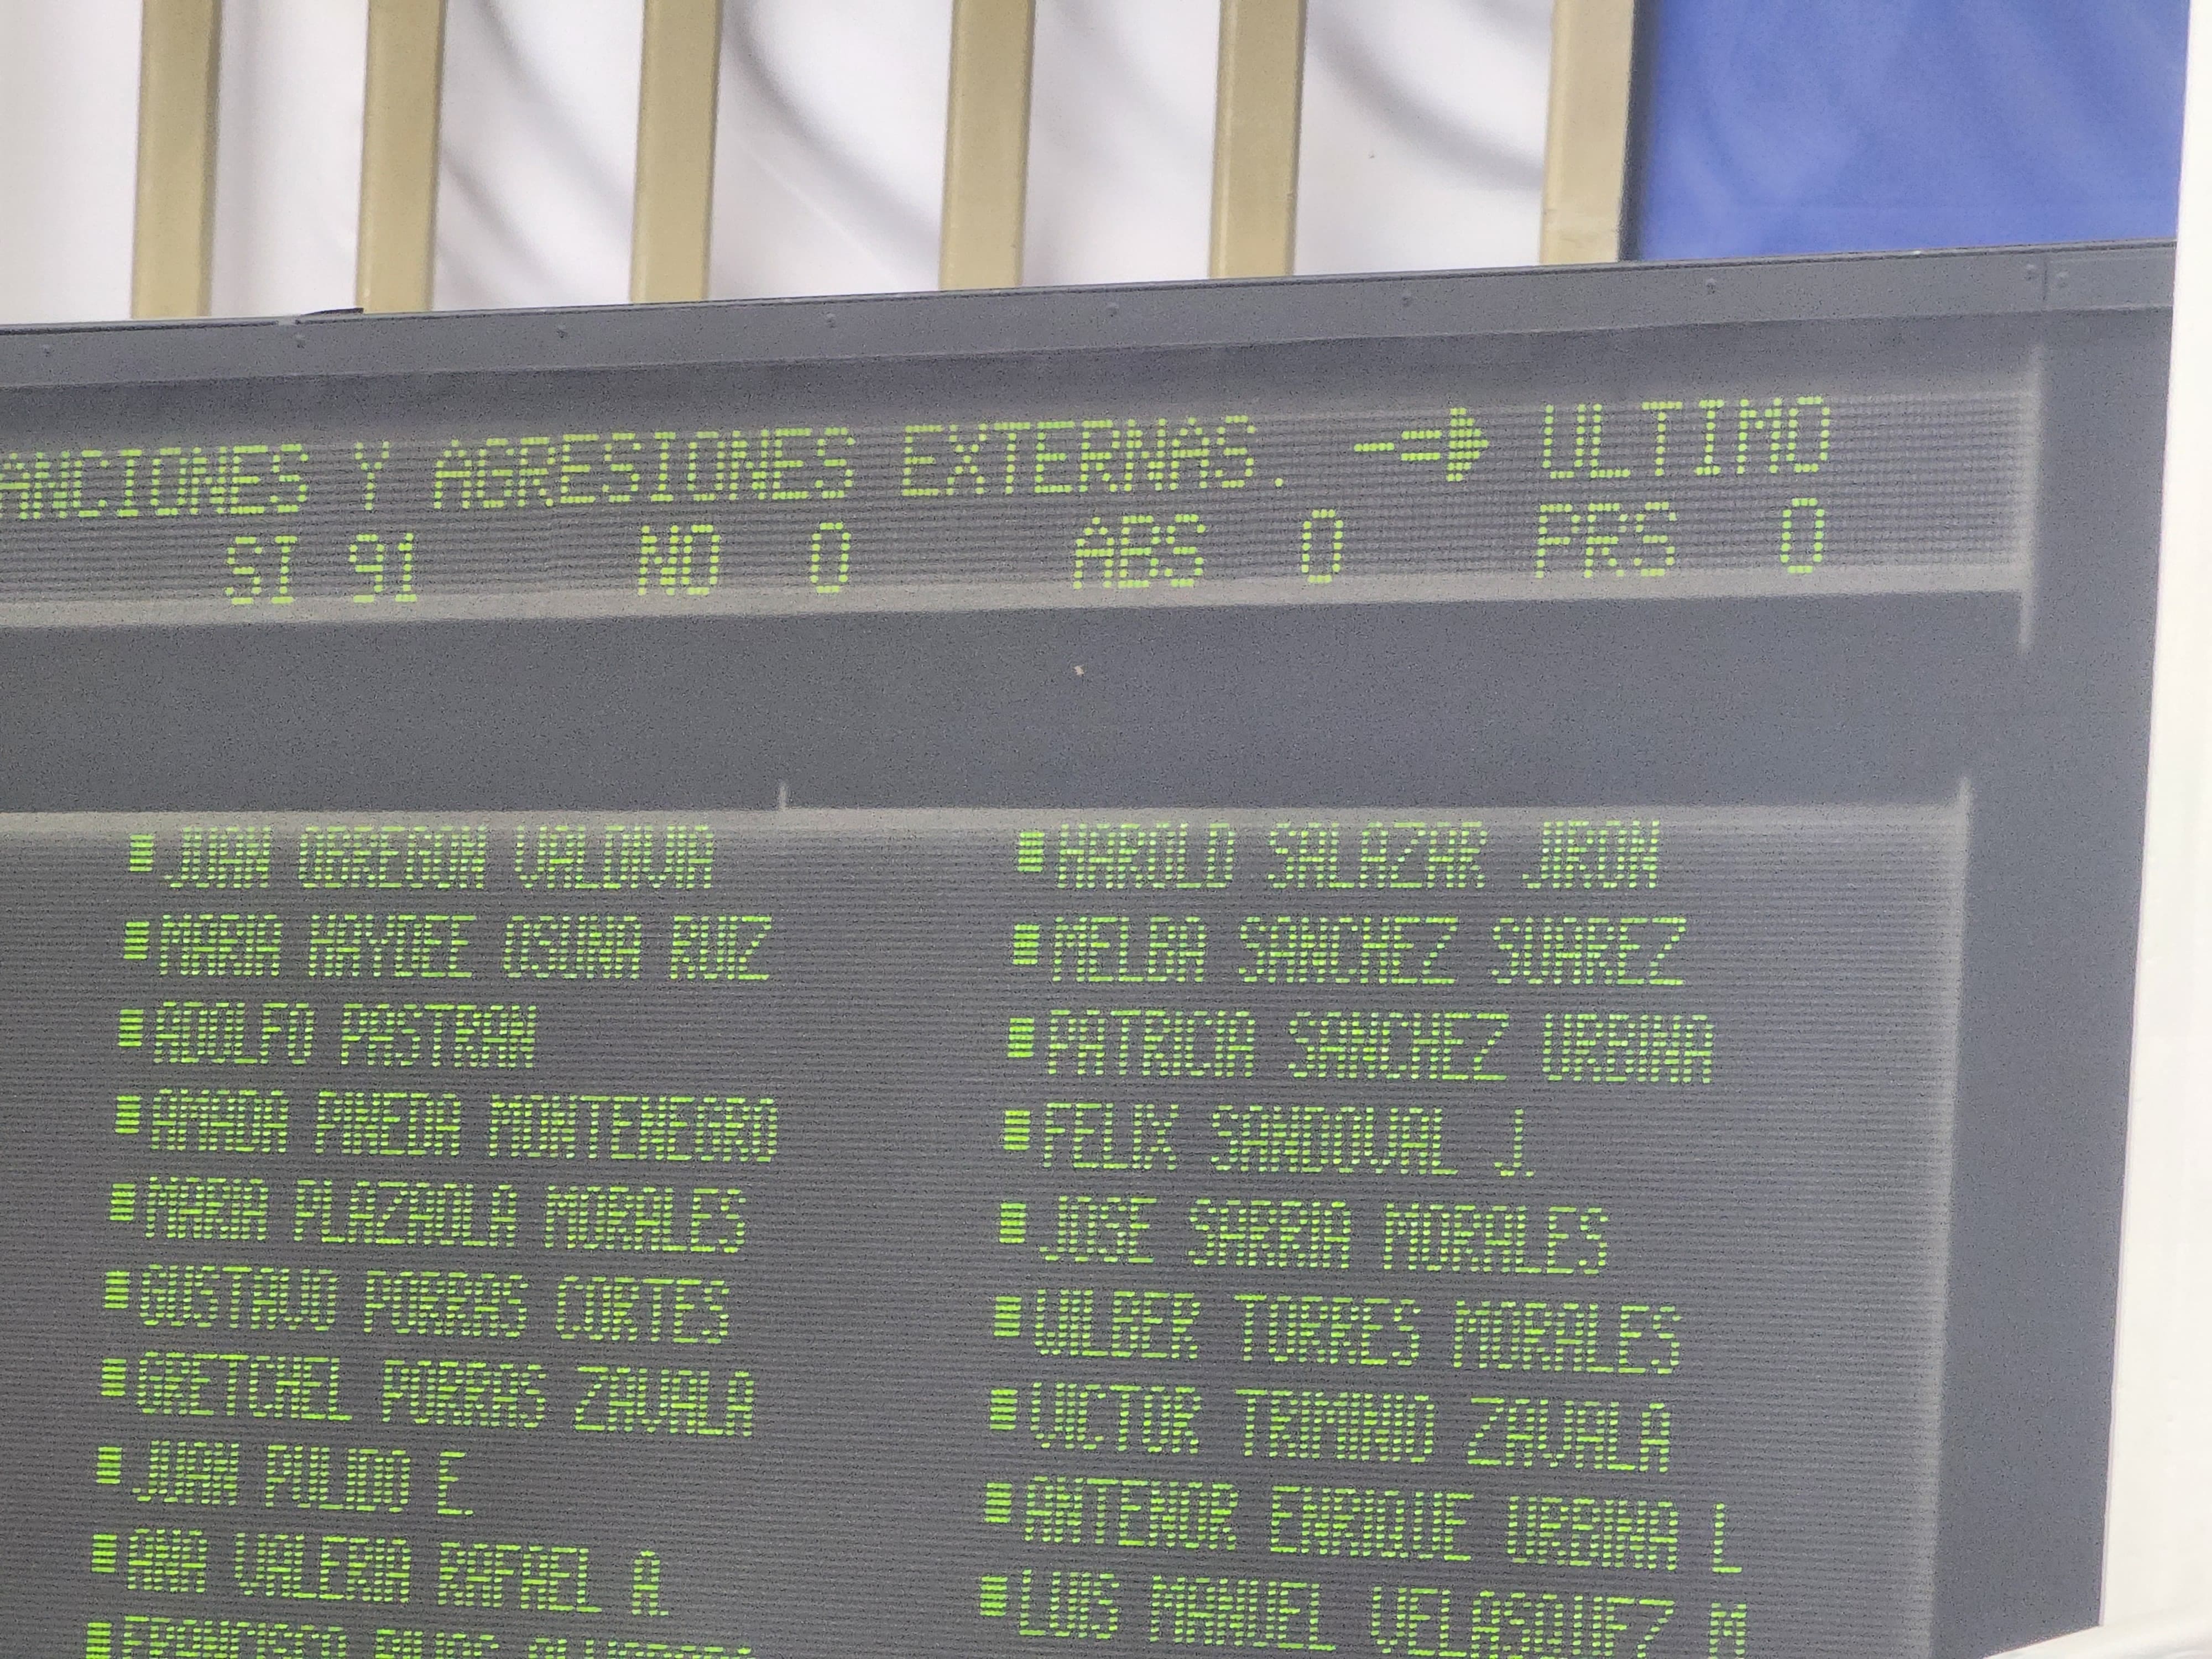 ANCIONES Y AGRESIONES EXTERNAS. --=> ULTIMO
SI 91 NO 0 ABS 0 PRS 0
JUAN OBREGON VALDIVIA
MARIA HAYDEE OSUNA RUIZ
ADOLFO PASTRAN
AMADA PINEDA MONTENEGRO
MARIA PLAZAOLA MORALES
GUSTAVO PORRAS CORTES
GRETCHEL PORRAS ZAVALA
JUAN PULIDO E.
ANA VALERIA RAFAEL A.
FRANCISCO
HAROLD SALAZAR JIRON
MELBA SANCHEZ SUAREZ
PATRICIA SANCHEZ URBINA
FELIX SANDOVAL J.
JOSE SARRIA MORALES
WILBER TORRES MORALES
VICTOR TRIMINIO ZAVALA
ANTENOR ENRIQUE URBINA L
LUIS MANUEL VELASQUEZ M